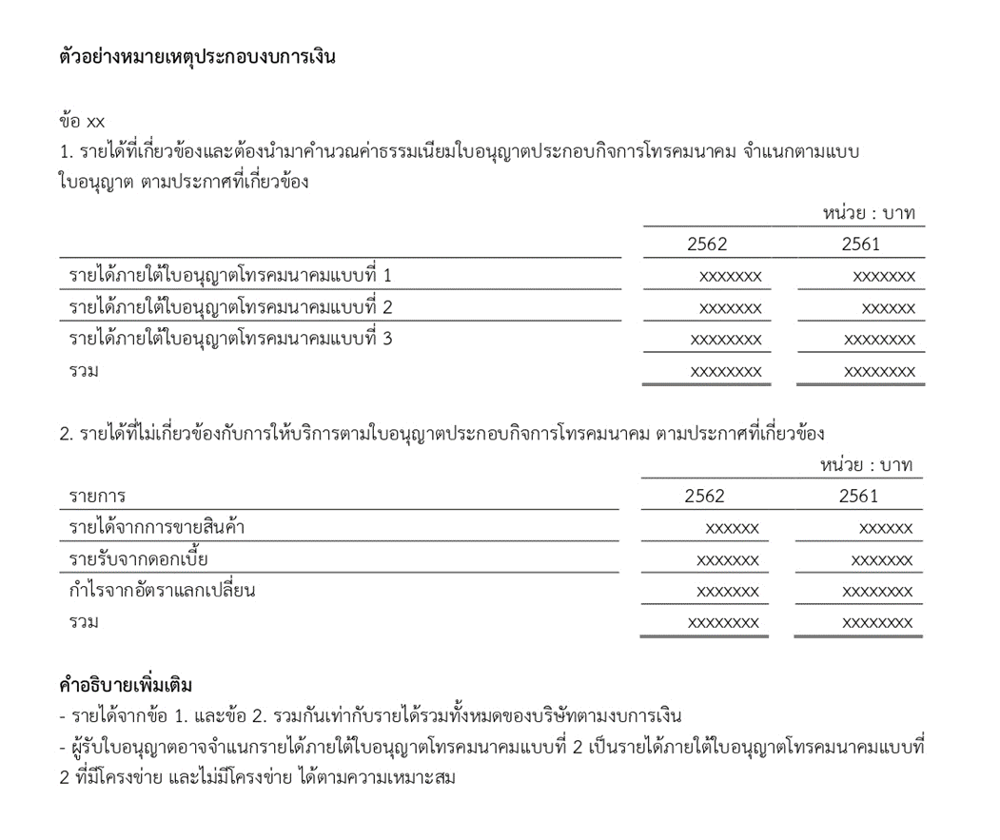 ตัวอย่างหมายเหตุประกอบงบการเงิน
ข้อ xx
1. รายได้ที่เกี่ยวข้องและต้องนำมาคำนวณค่าธรรมเนียมใบอนุญาตประกอบกิจการโทรคมนาคม จำแนกตามแบบ
ใบอนุญาต ตามประกาศที่เกี่ยวข้อง
หน่วย : บาท
2562 2561
รายได้ภายใต้ใบอนุญาตโทรคมนาคมแบบที่ 1 xxxxxxx xxxxxxx
รายได้ภายใต้ใบอนุญาตโทรคมนาคมแบบที่ 2 xxxxxxx xxxxxx
รายได้ภายใต้ใบอนุญาตโทรคมนาคมแบบที่ 3 xxxxxxxx xxxxxxxx
รวม xxxxxxxx xxxxxxxx
2. รายได้ที่ไม่เกี่ยวข้องกับการให้บริการตามใบอนุญาตประกอบกิจการโทรคมนาคม ตามประกาศที่เกี่ยวข้อง
หน่วย : บาท
รายการ 2562 2561
รายได้จากการขายสินค้า xxxxxx xxxxxx
รายรับจากดอกเบี้ย xxxxxxx xxxxxxx
กำไรจากอัตราแลกเปลี่ยน xxxxxxx xxxxxxxx
รวม xxxxxxxx xxxxxxxx
คำอธิบายเพิ่มเติม
- รายได้จากข้อ 1. และข้อ 2. รวมกันเท่ากับรายได้รวมทั้งหมดของบริษัทตามงบการเงิน
- ผู้รับใบอนุญาตอาจจำแนกรายได้ภายใต้ใบอนุญาตโทรคมนาคมแบบที่ 2 เป็นรายได้ภายใต้ใบอนุญาตโทรคมนาคมแบบที่
2 ที่มีโครงข่าย และไม่มีโครงข่าย ได้ตามความเหมาะสม